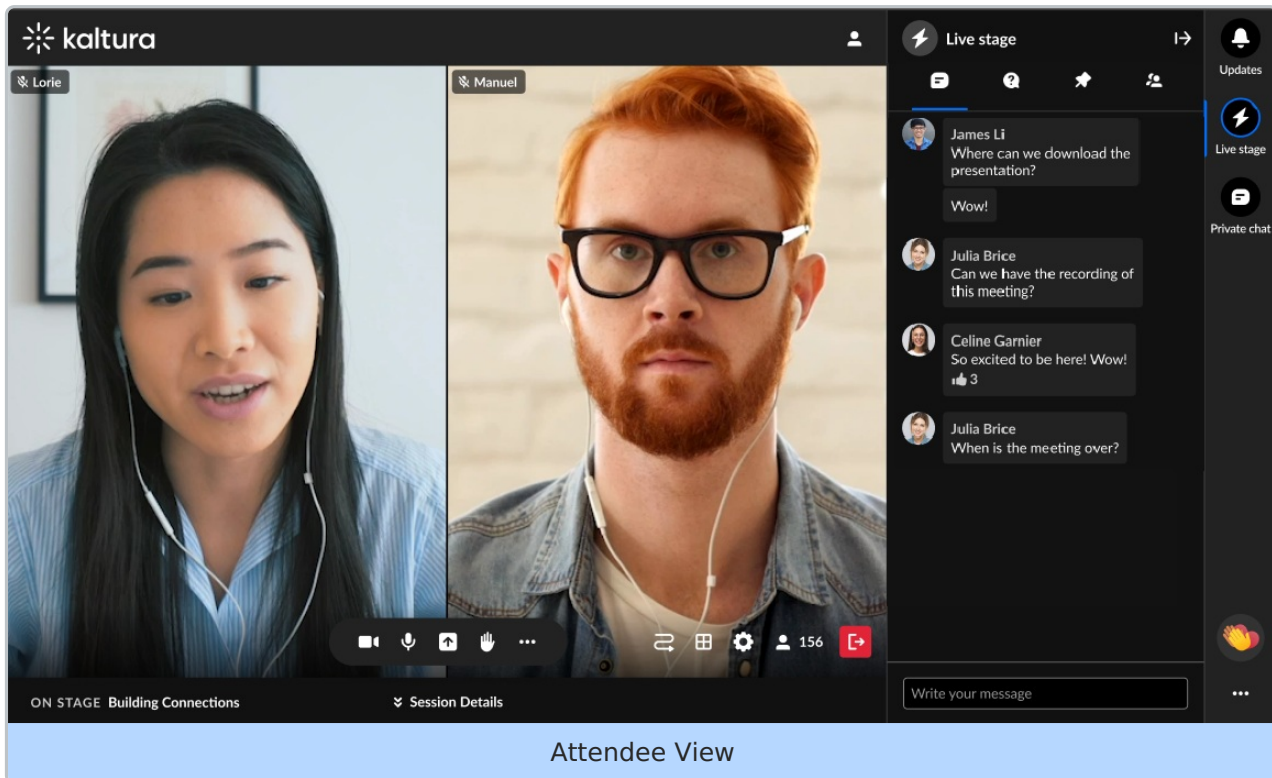 kaltura
Lorie
Manuel
156
ON STAGE Building Connections
Session Details
Live stage
James Li
Where can we download the
presentation?
Wow!
Julia Brice
Can we have the recording of
this meeting?
Celine Garnier
So excited to be here! Wow!
3
Julia Brice
When is the meeting over?
Write your message
Updates
Live stage
Private chat
Attendee View